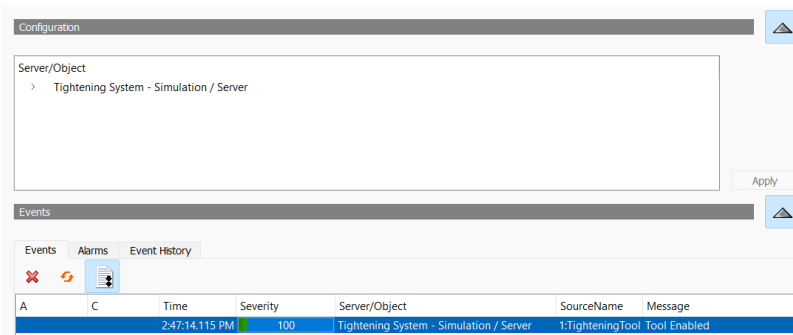 Configuration
Server/Object
Tightening System - Simulation / Server
Apply
Events
Events Alarms Event History
A C Time Severity Server/Object SourceName Message
2:47:14.115 PM 100 Tightening System - Simulation / Server 1:TighteningTool Tool Enabled